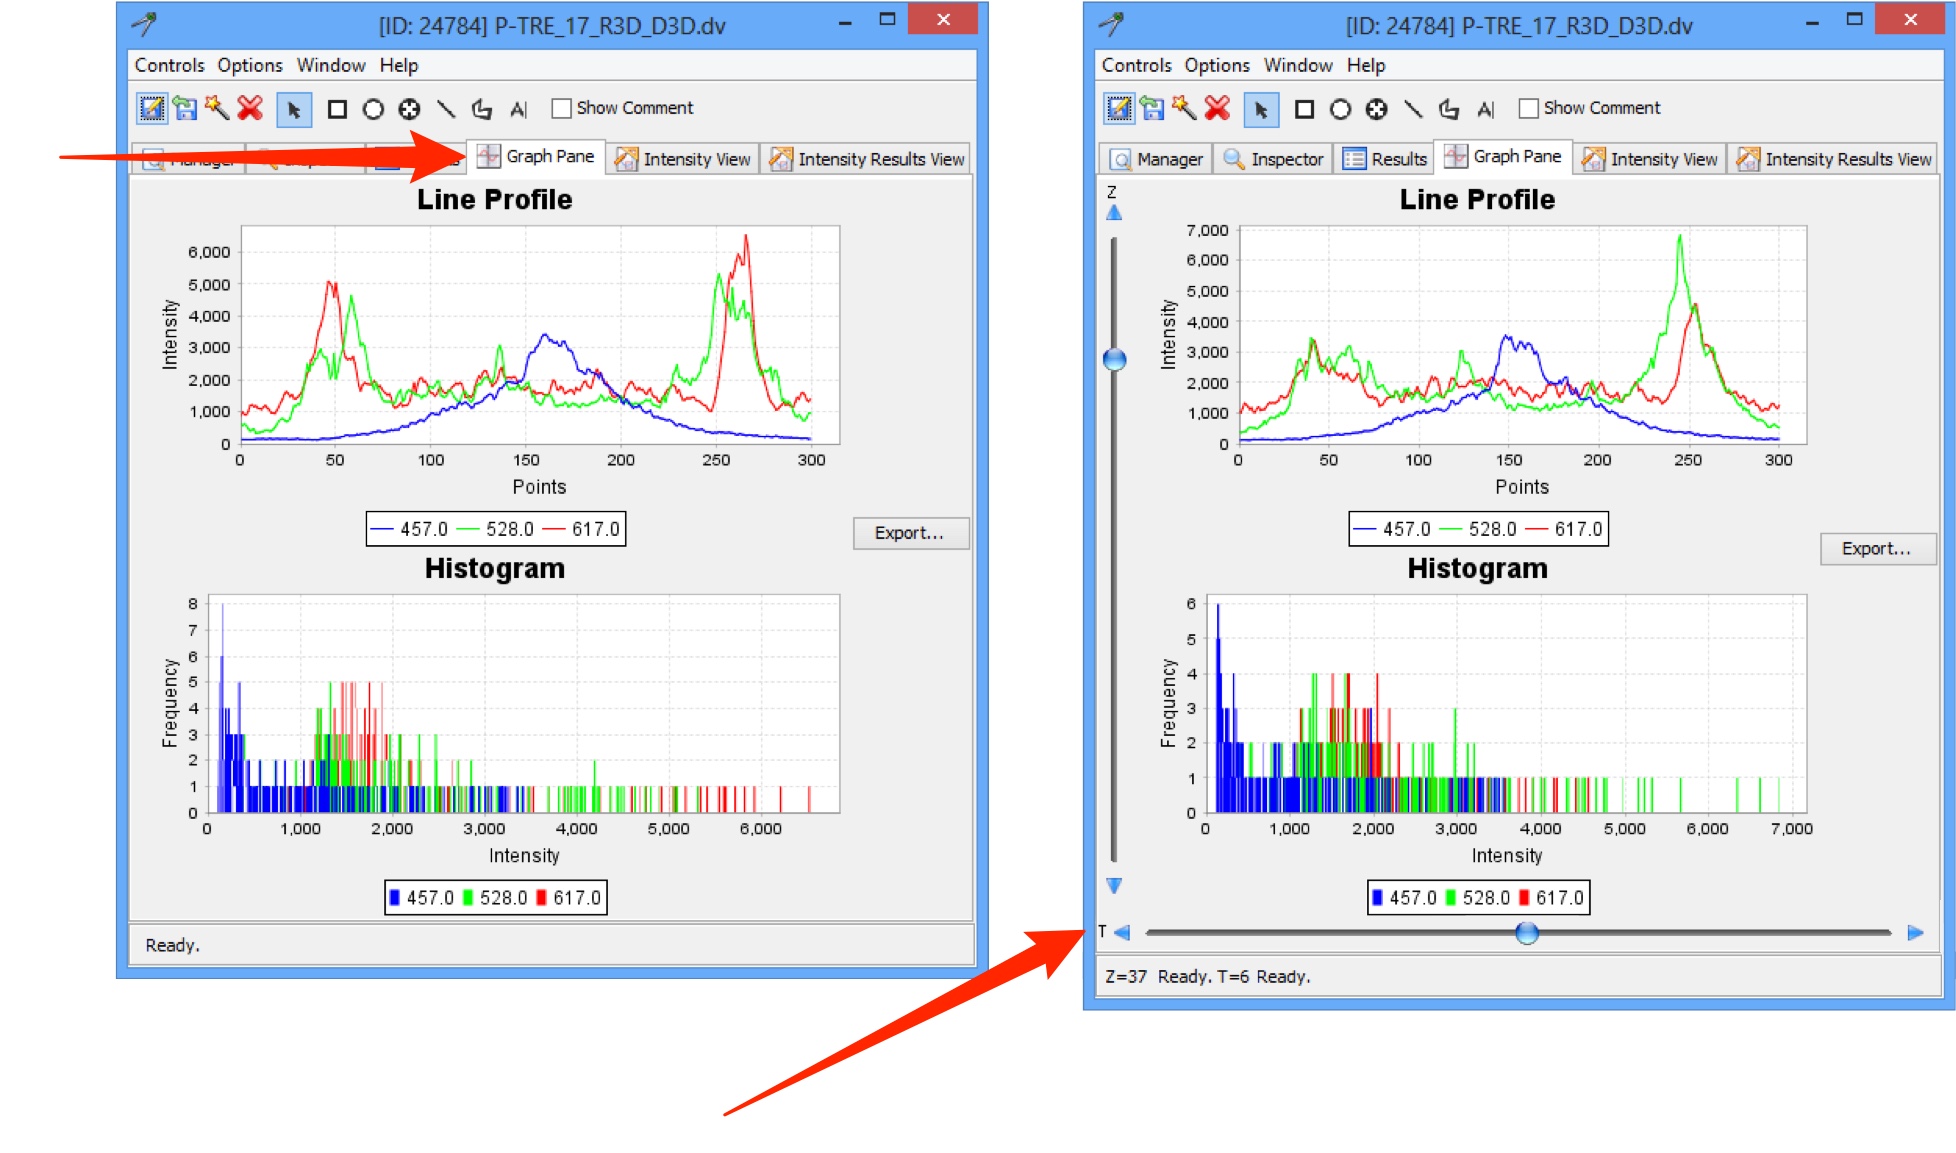 [ID: 24784] P-TRE_17_R3D_D3D.dv
Controls Options Window Help
A Show Comment
Graph Pane Intensity View Intensity Results View
Line Profile
6,000
5,000
4,000
3,000
2,000
1,000
0
Intensity
0 50 100 150 200 250 300
Points
457.0 528.0 617.0
Export...
Histogram
8
7
6
5
4
3
2
1
0
Frequency
0 1,000 2,000 3,000 4,000 5,000 6,000
Intensity
457.0 528.0 617.0
Ready.
[ID: 24784] P-TRE_17_R3D_D3D.dv
Controls Options Window Help
A Show Comment
Manager Inspector Results Graph Pane Intensity View Intensity Results View
Z
Line Profile
7,000
6,000
5,000
4,000
3,000
2,000
1,000
0
Intensity
0 50 100 150 200 250 300
Points
457.0 528.0 617.0
Export...
Histogram
6
5
4
3
2
1
0
Frequency
0 1,000 2,000 3,000 4,000 5,000 6,000 7,000
Intensity
457.0 528.0 617.0
T
Z=37 Ready. T=6 Ready.